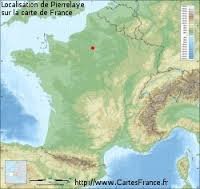 Localisation de Pierrelaye
sur la carte de France
http://www.CartesFrance.fr